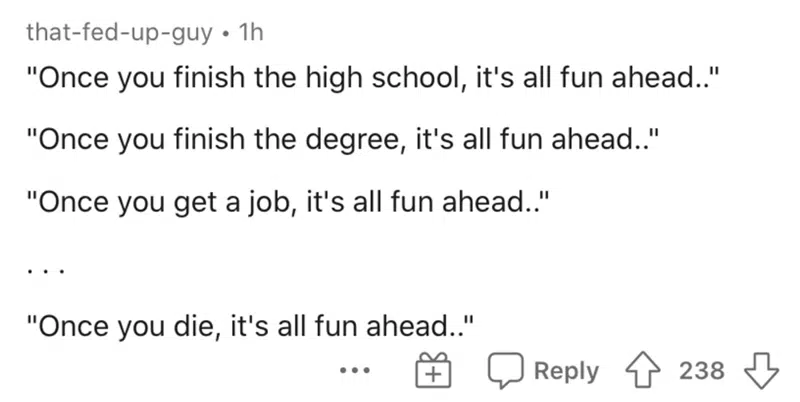 that-fed-up-guy • 1h
"Once you finish the high school, it's all fun ahead.."
"Once you finish the degree, it's all fun ahead.."
"Once you get a job, it's all fun ahead.."
...
"Once you die, it's all fun ahead.."
Reply 238